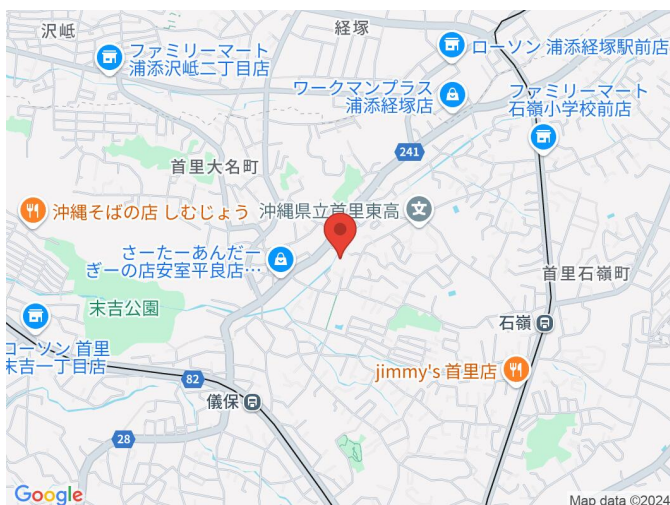 沢岻
経塚
ファミリーマート
浦添沢岻二丁目店
ローソン 浦添経塚駅前店
ワークマンプラス
浦添経塚店
ファミリーマート
石嶺小学校前店
241
首里大名町
沖縄そばの店 しむじょう
沖縄県立首里東高
さーたーあんだー
ぎーの店安室平良店…
首里石嶺町
末吉公園
石嶺
ローソン 首里
末吉一丁目店
jimmy's 首里店
82
儀保
28
Google
Map data ©2024